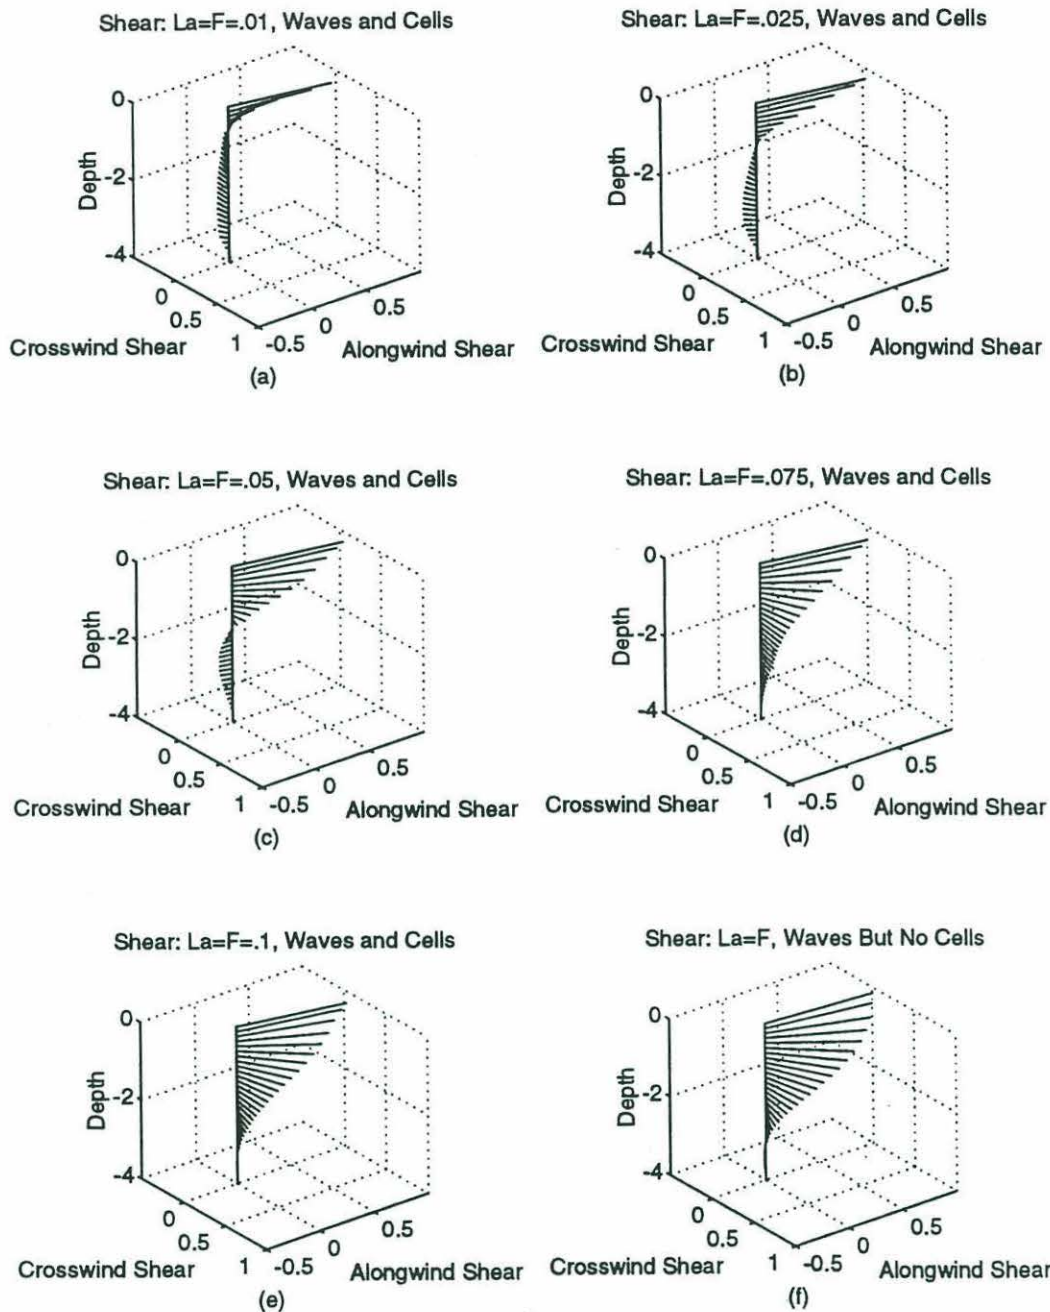 Shear: La=F=.01, Waves and Cells
0
-2
-4
Depth
0
0.5
1
-0.5
0
0.5
Crosswind Shear
Alongwind Shear
(a)
Shear: La=F=.025, Waves and Cells
0
-2
-4
Depth
0
0.5
1
-0.5
0
0.5
Crosswind Shear
Alongwind Shear
(b)
Shear: La=F=.05, Waves and Cells
0
-2
-4
Depth
0
0.5
1
-0.5
0
0.5
Crosswind Shear
Alongwind Shear
(c)
Shear: La=F=.075, Waves and Cells
0
-2
-4
Depth
0
0.5
1
-0.5
0
0.5
Crosswind Shear
Alongwind Shear
(d)
Shear: La=F=.1, Waves and Cells
0
-2
-4
Depth
0
0.5
1
-0.5
0
0.5
Crosswind Shear
Alongwind Shear
(e)
Shear: La=F, Waves But No Cells
0
-2
-4
Depth
0
0.5
1
-0.5
0
0.5
Crosswind Shear
Alongwind Shear
(f)